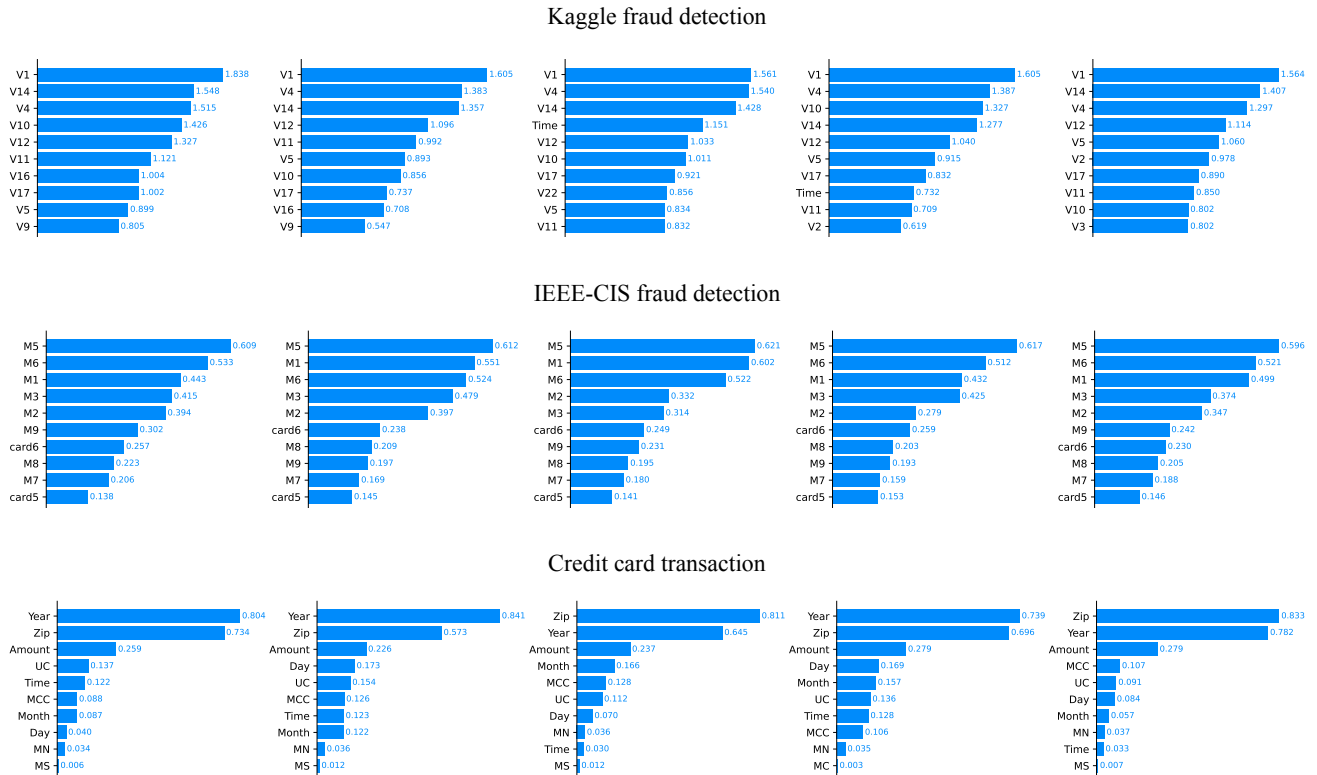 Kaggle fraud detection
V1 1.838
V14 1.548
V4 1.515
V10 1.426
V12 1.327
V11 1.121
V16 1.004
V17 1.002
V5 0.899
V9 0.805
V1 1.605
V4 1.383
V14 1.357
V12 1.096
V11 0.992
V5 0.893
V10 0.856
V17 0.737
V16 0.708
V9 0.547
V1 1.561
V4 1.540
V14 1.428
Time 1.151
V12 1.033
V10 1.011
V17 0.921
V22 0.856
V5 0.834
V11 0.832
V1 1.605
V4 1.387
V10 1.327
V14 1.277
V12 1.040
V5 0.915
V17 0.832
Time 0.732
V11 0.709
V2 0.619
V1 1.564
V14 1.407
V4 1.297
V12 1.114
V5 1.060
V2 0.978
V17 0.890
V11 0.850
V10 0.802
V3 0.802
IEEE-CIS fraud detection
M5 0.609
M6 0.533
M1 0.443
M3 0.415
M2 0.394
M9 0.302
card6 0.257
M8 0.223
M7 0.206
card5 0.138
M5 0.612
M1 0.551
M6 0.524
M3 0.479
M2 0.397
card6 0.238
M8 0.209
M9 0.197
M7 0.169
card5 0.145
M5 0.621
M1 0.602
M6 0.522
M2 0.332
M3 0.314
card6 0.249
M9 0.231
M8 0.195
M7 0.180
card5 0.141
M5 0.617
M6 0.512
M1 0.432
M3 0.425
M2 0.279
card6 0.259
M8 0.203
M9 0.193
M7 0.159
card5 0.153
M5 0.596
M6 0.521
M1 0.499
M3 0.374
M2 0.347
M9 0.242
card6 0.230
M8 0.205
M7 0.188
card5 0.146
Credit card transaction
Year 0.804
Zip 0.734
Amount 0.259
UC 0.137
Time 0.122
MCC 0.088
Month 0.087
Day 0.040
MN 0.034
MS 0.006
Year 0.841
Zip 0.573
Amount 0.226
Day 0.173
UC 0.154
MCC 0.126
Time 0.123
Month 0.122
MN 0.036
MS 0.012
Zip 0.811
Year 0.645
Amount 0.237
Month 0.166
MCC 0.128
UC 0.112
Day 0.070
MN 0.036
Time 0.030
MS 0.012
Year 0.739
Zip 0.696
Amount 0.279
Day 0.169
Month 0.157
UC 0.136
Time 0.128
MCC 0.106
MN 0.035
MC 0.003
Zip 0.833
Year 0.782
Amount 0.279
MCC 0.107
UC 0.091
Day 0.084
Month 0.057
MN 0.037
Time 0.033
MS 0.007